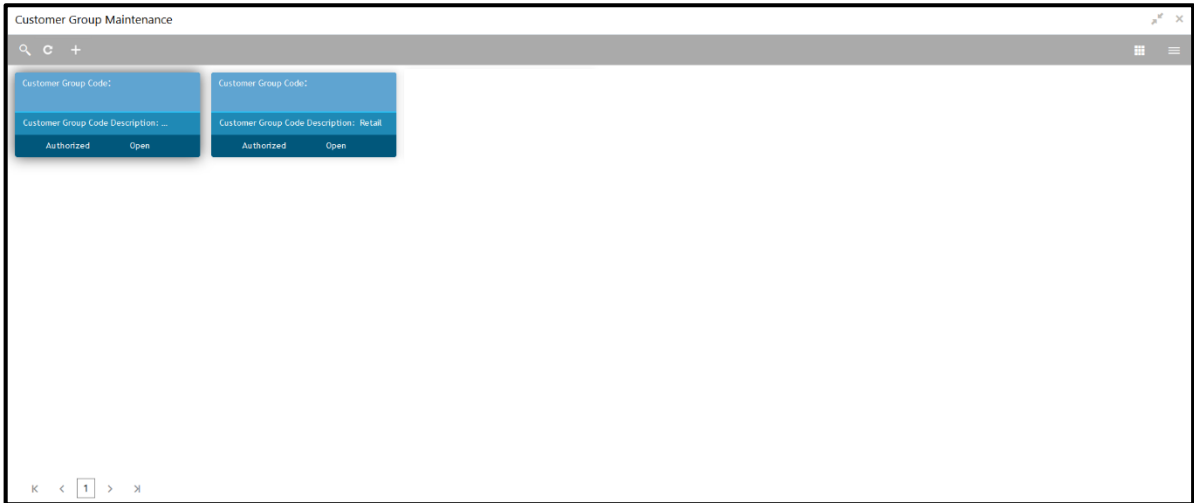 Customer Group Maintenance
Customer Group Code:
Customer Group Code Description: ...
Authorized Open
Customer Group Code:
Customer Group Code Description: Retail
Authorized Open
1